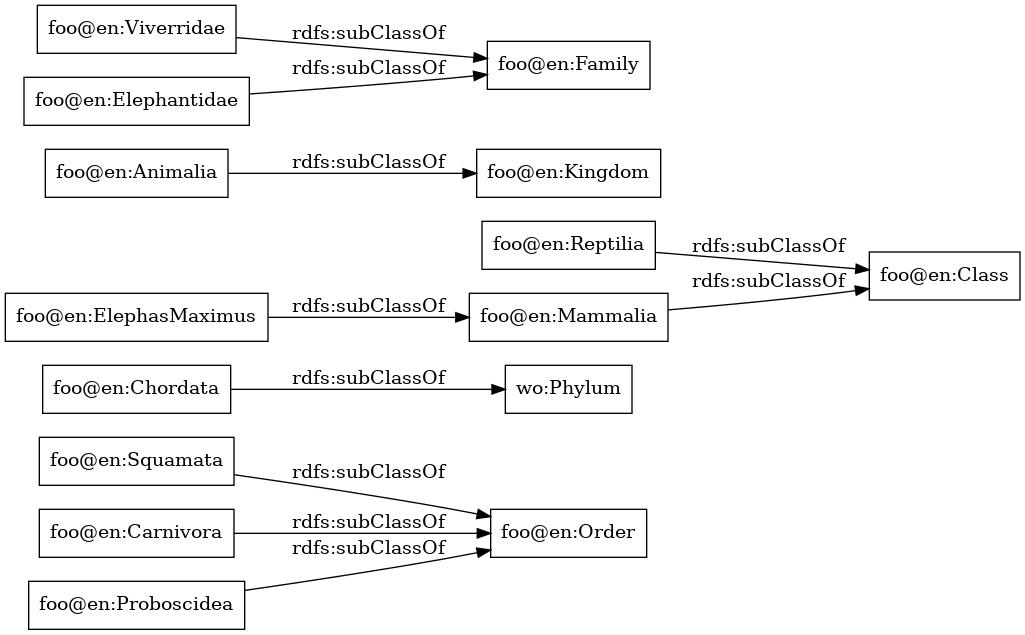 foo@en:Viverridae
rdfs:subClassOf
foo@en:Family
rdfs:subClassOf
foo@en:Elephantidae
foo@en:Animalia
rdfs:subClassOf
foo@en:Kingdom
foo@en:Reptilia
rdfs:subClassOf
foo@en:Class
rdfs:subClassOf
foo@en:ElephasMaximus
rdfs:subClassOf
foo@en:Mammalia
foo@en:Chordata
rdfs:subClassOf
wo:Phylum
foo@en:Squamata
rdfs:subClassOf
foo@en:Carnivora
rdfs:subClassOf
foo@en:Order
rdfs:subClassOf
foo@en:Proboscidea